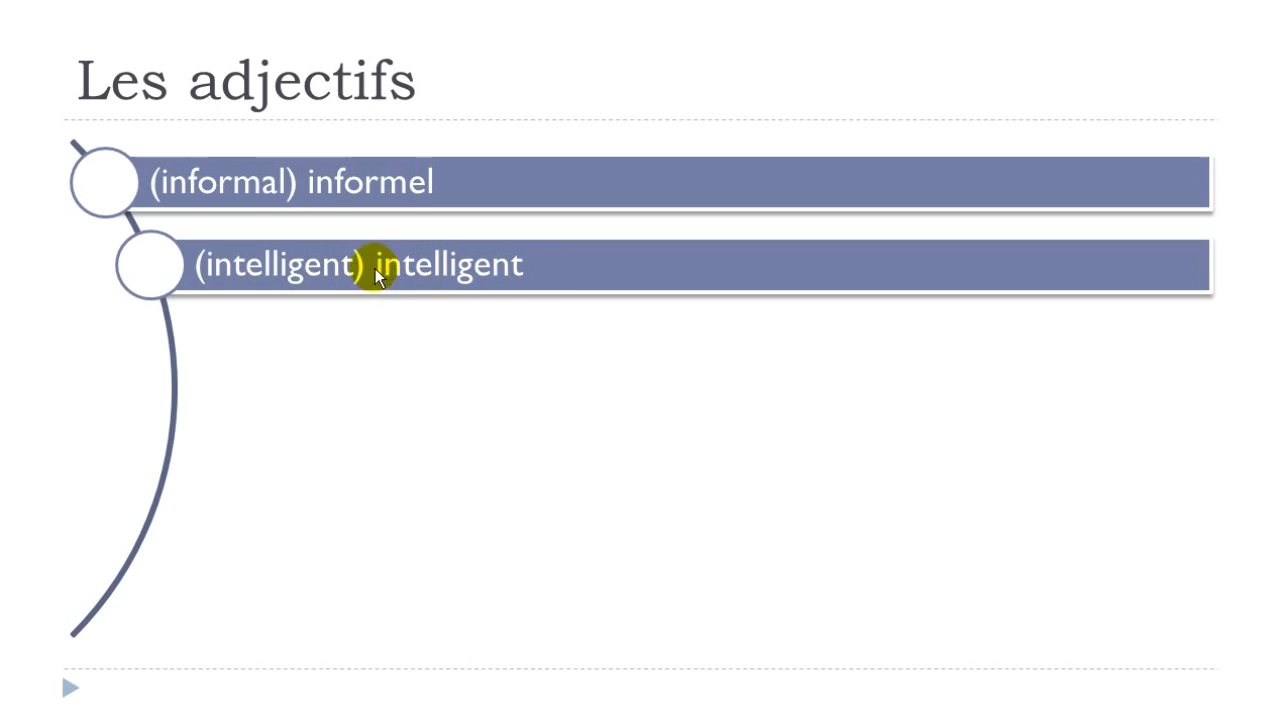 Les adjectifs
(informal) informel
(intelligent) intelligent